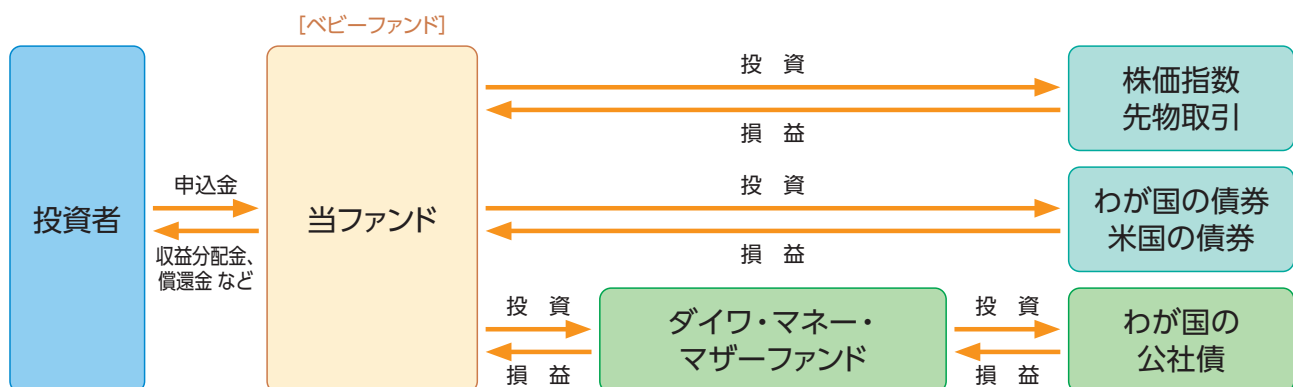 [ベビーファンド]
投資者
申込金
収益分配金、
償還金 など
当ファンド
投　資
損　益
株価指数
先物取引
投　資
損　益
わが国の債券
米国の債券
投　資
損　益
ダイワ・マネー・
マザーファンド
投　資
損　益
わが国の
公社債